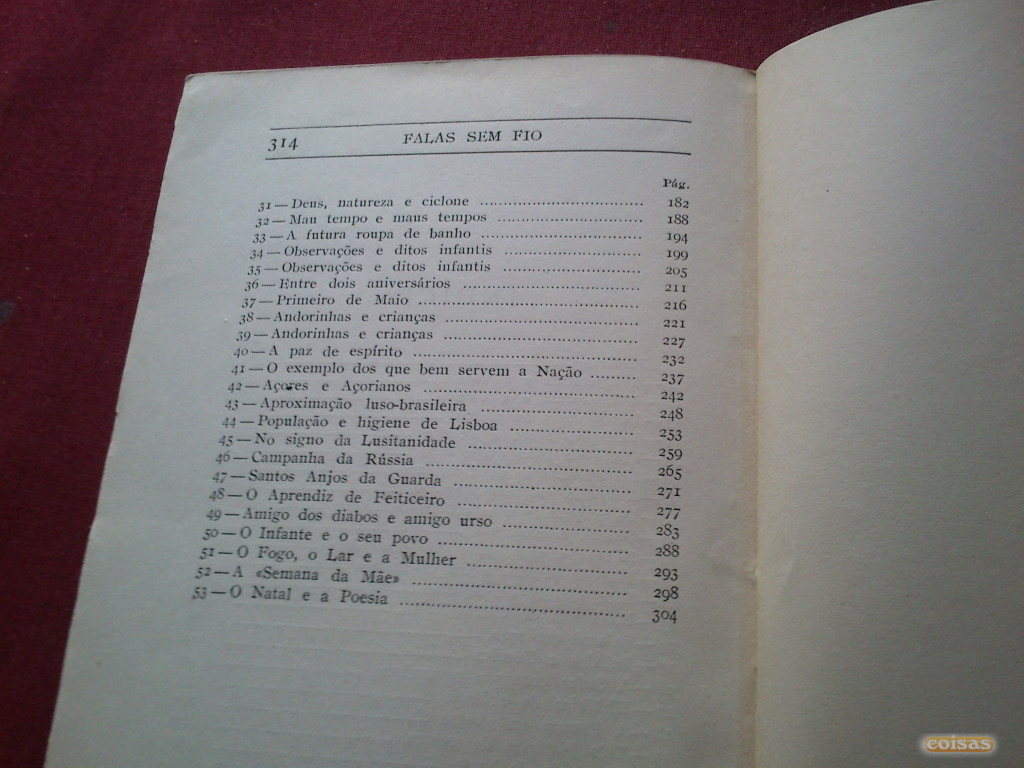 314 FALAS SEM FIO
Pág.
31 — Deus, natureza e ciclone ................................ 182
32 — Mau tempo e maus tempos ............................ 188
33 — A futura roupa de banho ............................... 194
34 — Observações e ditos infantis .......................... 199
35 — Observações e ditos infantis .......................... 205
36 — Entre dois aniversários ................................. 211
37 — Primeiro de Maio .......................................... 216
38 — Andorinhas e crianças ................................... 221
39 — Andorinhas e crianças ................................... 227
40 — A paz de espírito .......................................... 232
41 — O exemplo dos que bem servem a Nação ......... 237
42 — Açores e Açorianos ........................................ 242
43 — Aproximação luso-brasileira ............................ 248
44 — População e higiene de Lisboa ......................... 253
45 — No signo da Lusitanidade ................................ 259
46 — Campanha da Rússia ...................................... 265
47 — Santos Anjos da Guarda .................................. 271
48 — O Aprendiz de Feiticeiro .................................. 277
49 — Amigo dos diabos e amigo urso ........................ 283
50 — O Infante e o seu povo .................................... 288
51 — O Fogo, o Lar e a Mulher ................................. 293
52 — A «Semana da Mãe» ........................................ 298
53 — O Natal e a Poesia .......................................... 304
coisas